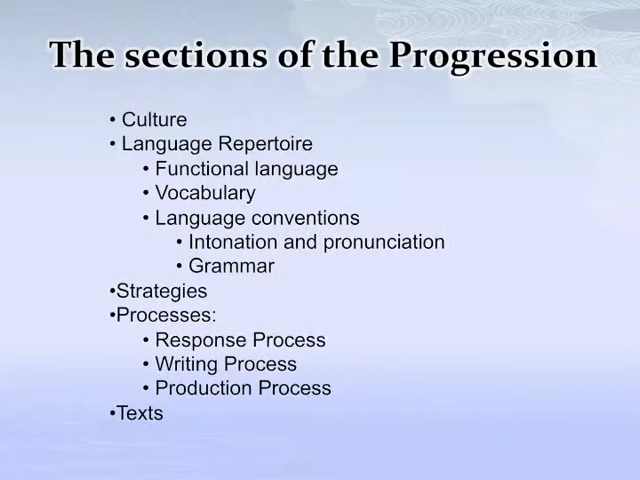 The sections of the Progression
• Culture
• Language Repertoire
• Functional language
• Vocabulary
• Language conventions
• Intonation and pronunciation
• Grammar
•Strategies
•Processes:
• Response Process
• Writing Process
• Production Process
•Texts